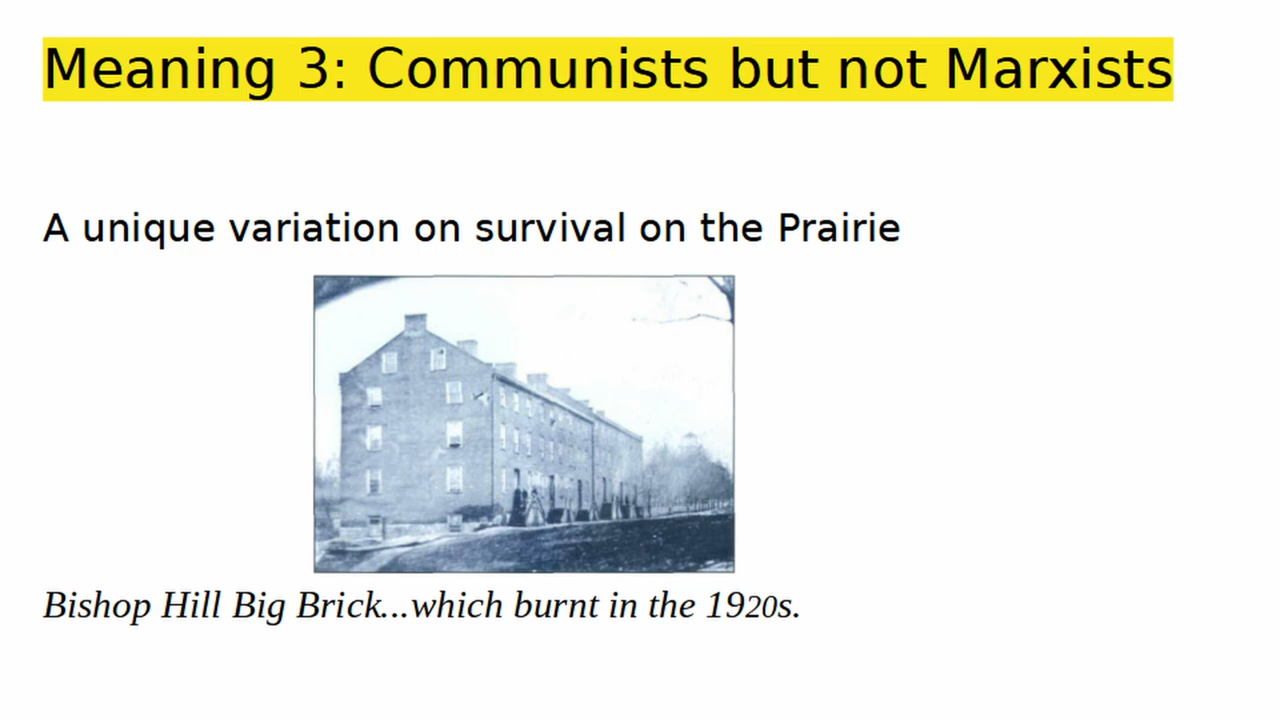 Meaning 3: Communists but not Marxists
A unique variation on survival on the Prairie
Bishop Hill Big Brick...which burnt in the 1920s.